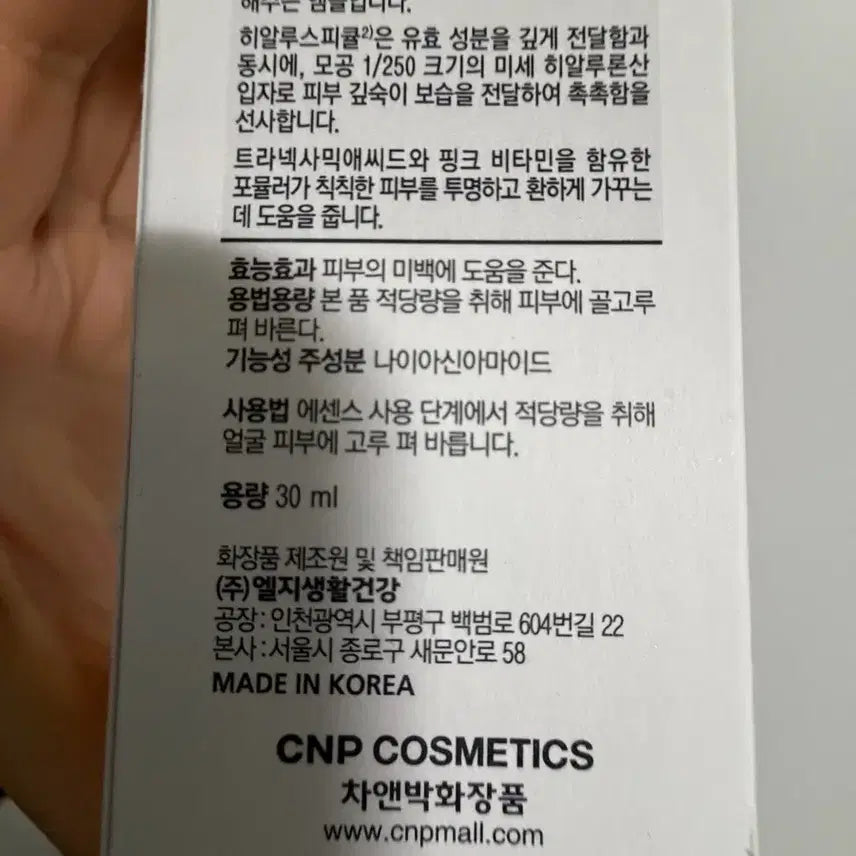 해주는 앰플입니다.
히알루스피큘2)은 유효 성분을 깊게 전달함과
동시에, 모공 1/250 크기의 미세 히알루론산
입자로 피부 깊숙이 보습을 전달하여 촉촉함을
선사합니다.
트라넥사믹애씨드와 핑크 비타민을 함유한
포뮬러가 칙칙한 피부를 투명하고 환하게 가꾸는
데 도움을 줍니다.
효능효과 피부의 미백에 도움을 준다.
용법용량 본 품 적당량을 취해 피부에 골고루
펴 바른다.
기능성 주성분 나이아신아마이드
사용법 에센스 사용 단계에서 적당량을 취해
얼굴 피부에 고루 펴 바릅니다.
용량 30 ml
화장품 제조원 및 책임판매원
(주)엘지생활건강
공장:인천광역시 부평구 백범로 604번길 22
본사:서울시 종로구 새문안로 58
MADE IN KOREA
CNP COSMETICS
차앤박화장품
www.cnpmall.com